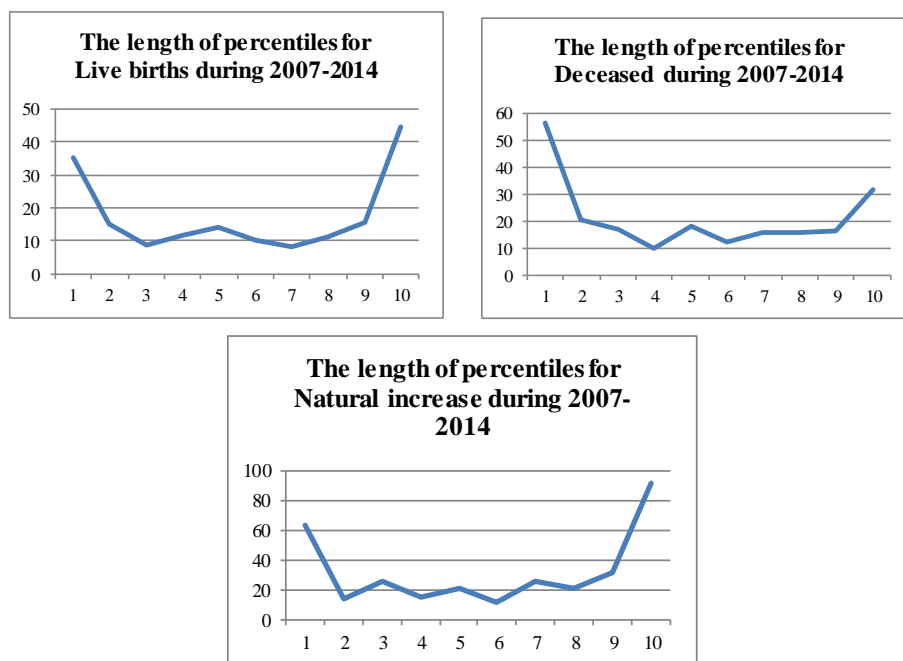 The length of percentiles for
Live births during 2007-2014
50
40
30
20
10
0
1 2 3 4 5 6 7 8 9 10
The length of percentiles for
Deceased during 2007-2014
60
50
40
30
20
10
0
1 2 3 4 5 6 7 8 9 10
The length of percentiles for
Natural increase during 2007-
2014
100
80
60
40
20
0
1 2 3 4 5 6 7 8 9 10